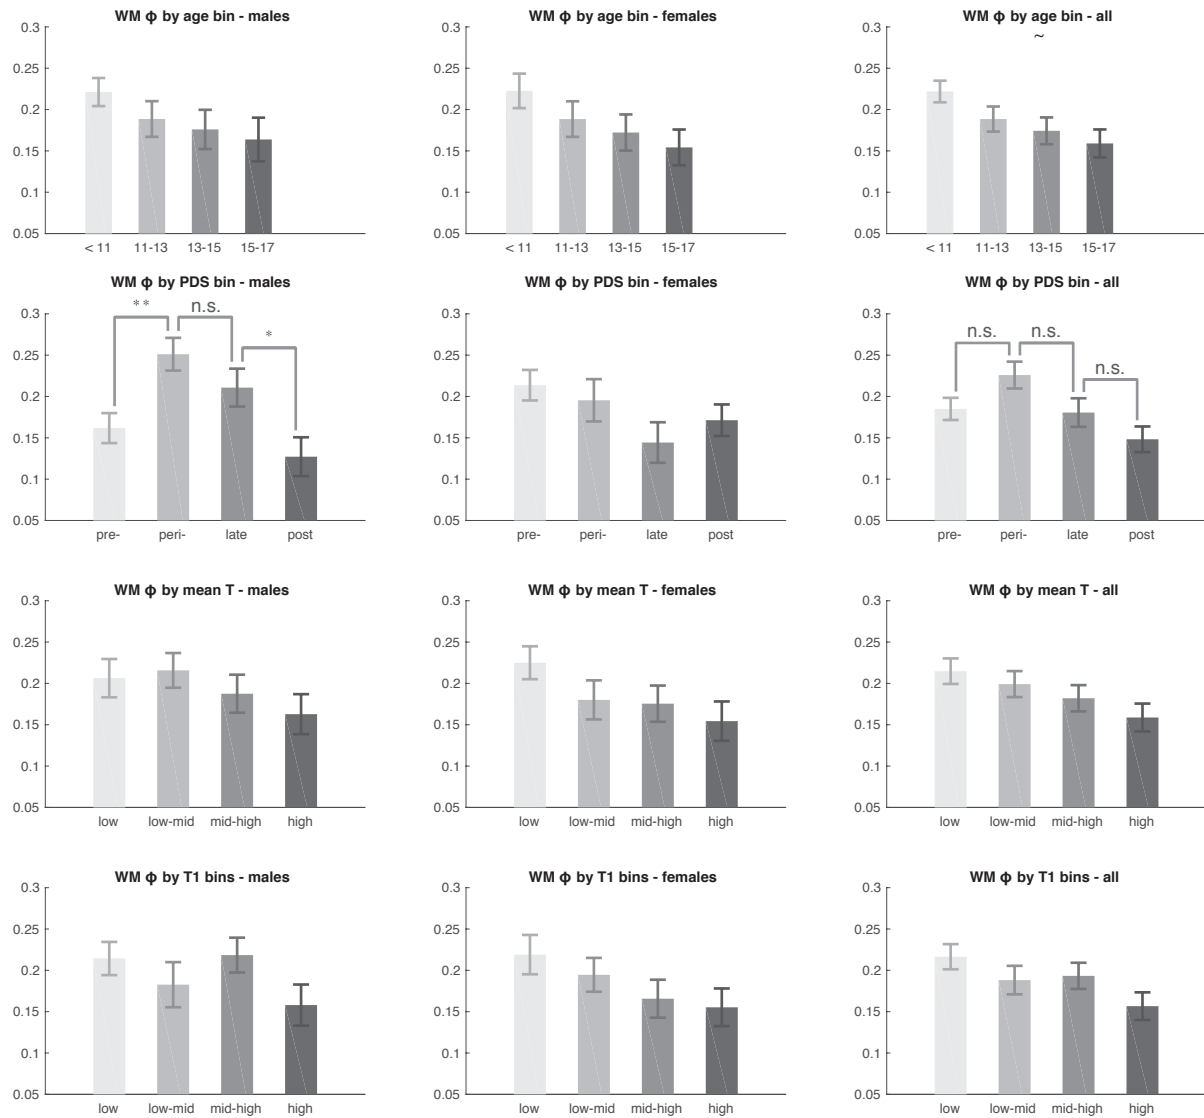 WM ϕ by age bin - males
0.3
0.25
0.2
0.15
0.1
0.05
< 11 11-13 13-15 15-17
WM ϕ by age bin - females
0.3
0.25
0.2
0.15
0.1
0.05
< 11 11-13 13-15 15-17
WM ϕ by age bin - all
~
0.3
0.25
0.2
0.15
0.1
0.05
< 11 11-13 13-15 15-17
WM ϕ by PDS bin - males
** n.s. *
0.3
0.25
0.2
0.15
0.1
0.05
pre- peri- late post
WM ϕ by PDS bin - females
0.3
0.25
0.2
0.15
0.1
0.05
pre- peri- late post
WM ϕ by PDS bin - all
n.s. n.s. n.s.
0.3
0.25
0.2
0.15
0.1
0.05
pre- peri- late post
WM ϕ by mean T - males
0.3
0.25
0.2
0.15
0.1
0.05
low low-mid mid-high high
WM ϕ by mean T - females
0.3
0.25
0.2
0.15
0.1
0.05
low low-mid mid-high high
WM ϕ by mean T - all
0.3
0.25
0.2
0.15
0.1
0.05
low low-mid mid-high high
WM ϕ by T1 bins - males
0.3
0.25
0.2
0.15
0.1
0.05
low low-mid mid-high high
WM ϕ by T1 bins - females
0.3
0.25
0.2
0.15
0.1
0.05
low low-mid mid-high high
WM ϕ by T1 bins - all
0.3
0.25
0.2
0.15
0.1
0.05
low low-mid mid-high high